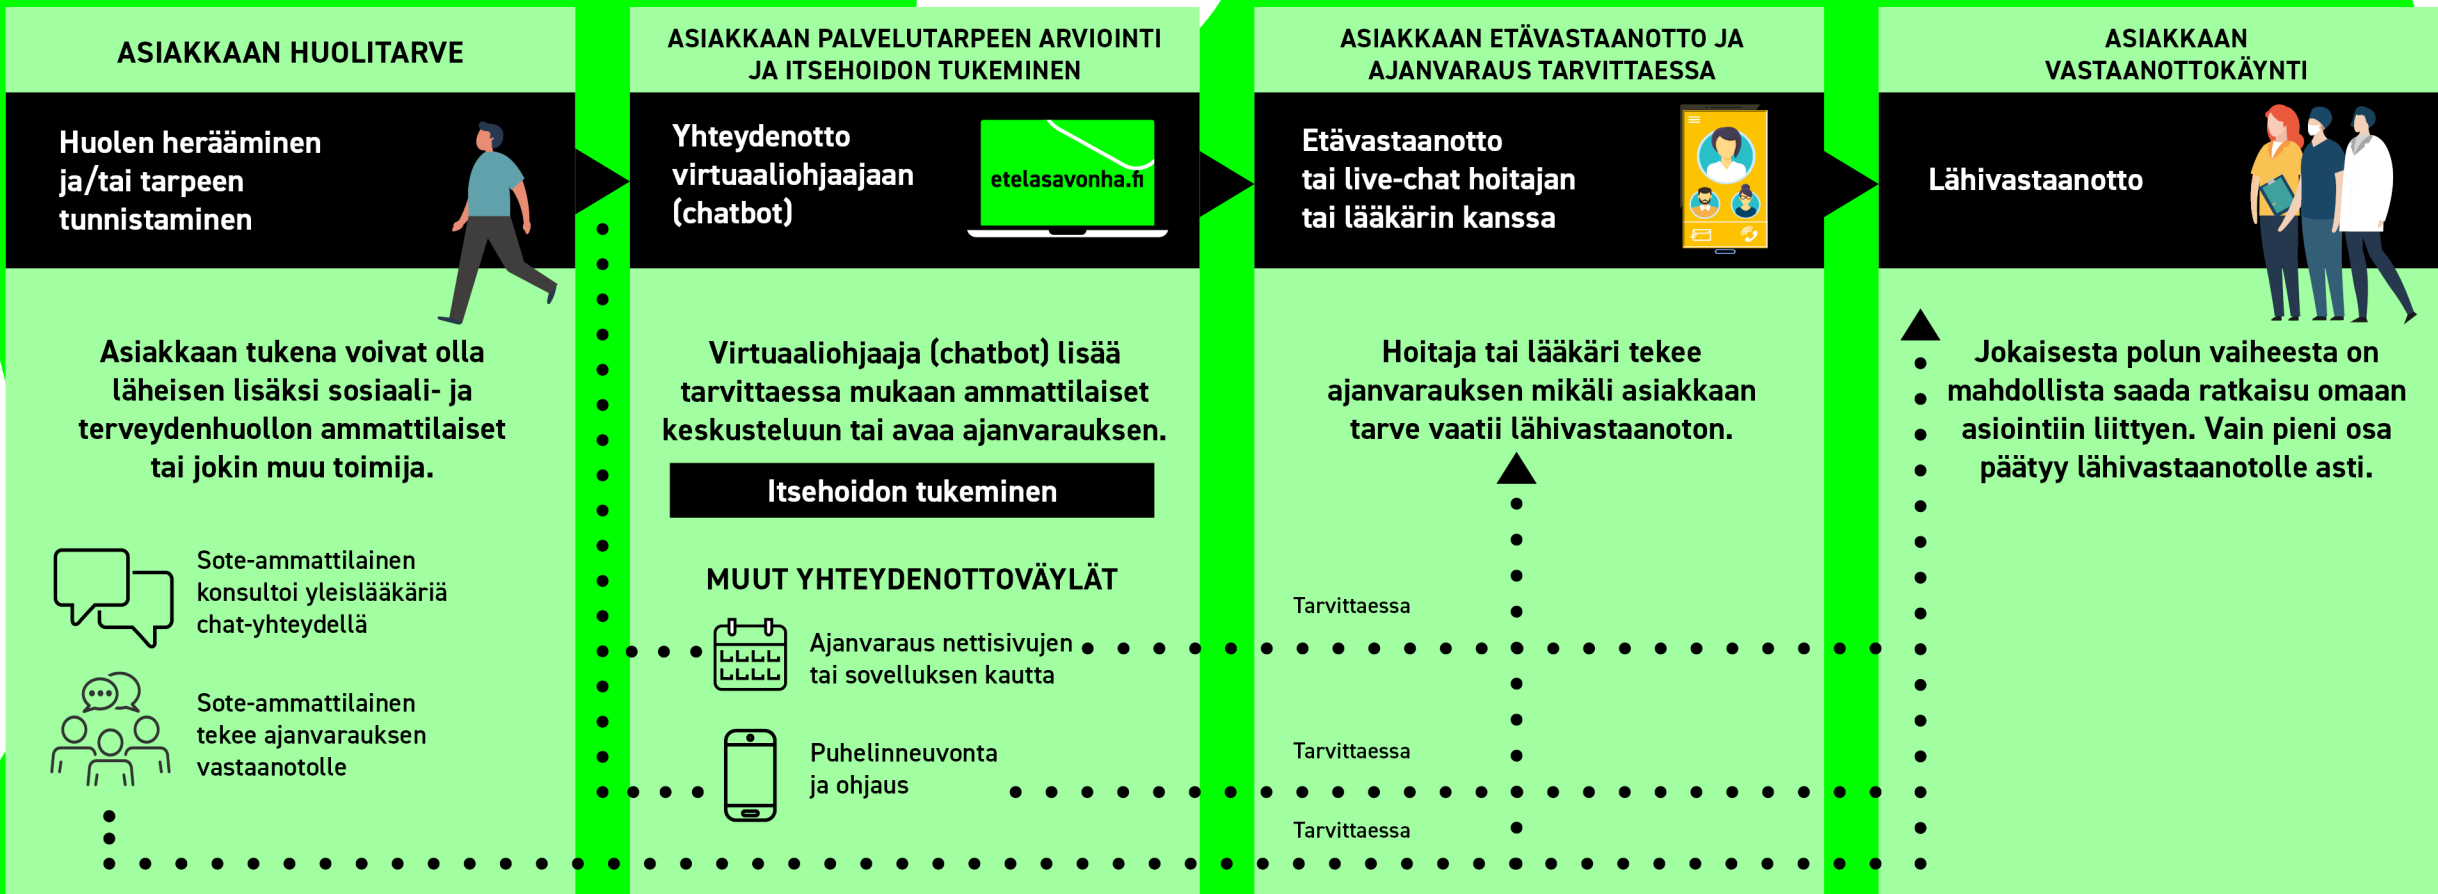 ASIAKKAAN HUOLITARVE
Huolen herääminen
ja/tai tarpeen
tunnistaminen
Asiakkaan tukena voivat olla
läheisen lisäksi sosiaali- ja
terveydenhuollon ammattilaiset
tai jokin muu toimija.
Sote-ammattilainen
konsultoi yleislääkäriä
chat-yhteydellä
Sote-ammattilainen
tekee ajanvarauksen
vastaanotolle
ASIAKKAAN PALVELUTARPEEN ARVIOINTI
JA ITSEHOIDON TUKEMINEN
Yhteydenotto
virtuaaliohjaajaan
(chatbot)
etelasavonha.fi
Virtuaaliohjaaja (chatbot) lisää
tarvittaessa mukaan ammattilaiset
keskusteluun tai avaa ajanvarauksen.
Itsehoidon tukeminen
MUUT YHTEYDENOTTOVÄYLÄT
Ajanvaraus nettisivujen
tai sovelluksen kautta
Puhelinneuvonta
ja ohjaus
ASIAKKAAN ETÄVASTAANOTTO JA
AJANVARAUS TARVITTAESSA
Etävastaanotto
tai live-chat hoitajan
tai lääkärin kanssa
Hoitaja tai lääkäri tekee
ajanvarauksen mikäli asiakkaan
tarve vaatii lähivastaanoton.
Tarvittaessa
Tarvittaessa
Tarvittaessa
ASIAKKAAN
VASTAANOTTOKÄYNTI
Lähivastaanotto
Jokaisesta polun vaiheesta on
mahdollista saada ratkaisu omaan
asiointiin liittyen. Vain pieni osa
päätyy lähivastaanotolle asti.